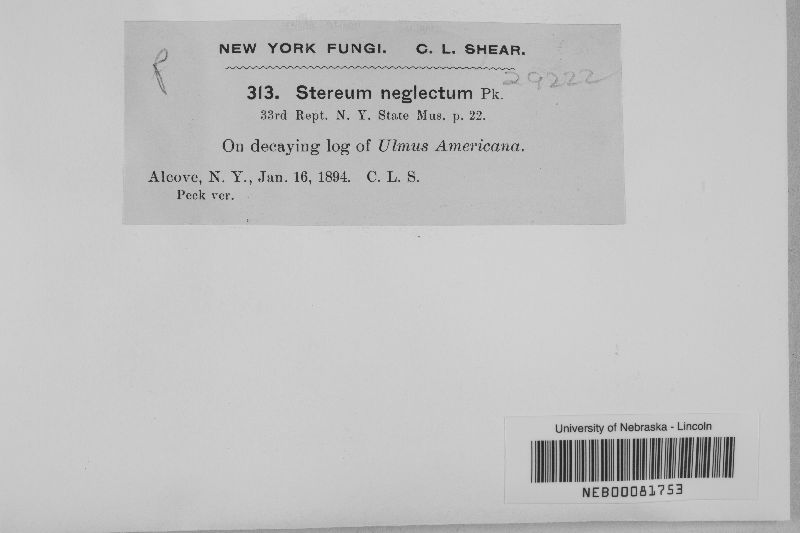 NEW YORK FUNGI. C. L. SHEAR.
29222
313. Stereum neglectum Pk.
33rd Rept. N. Y. State Mus. p. 22.
On decaying log of Ulmus Americana.
Alcove, N. Y., Jan. 16, 1894. C. L. S.
Peck ver.
University of Nebraska - Lincoln
NEB00081753